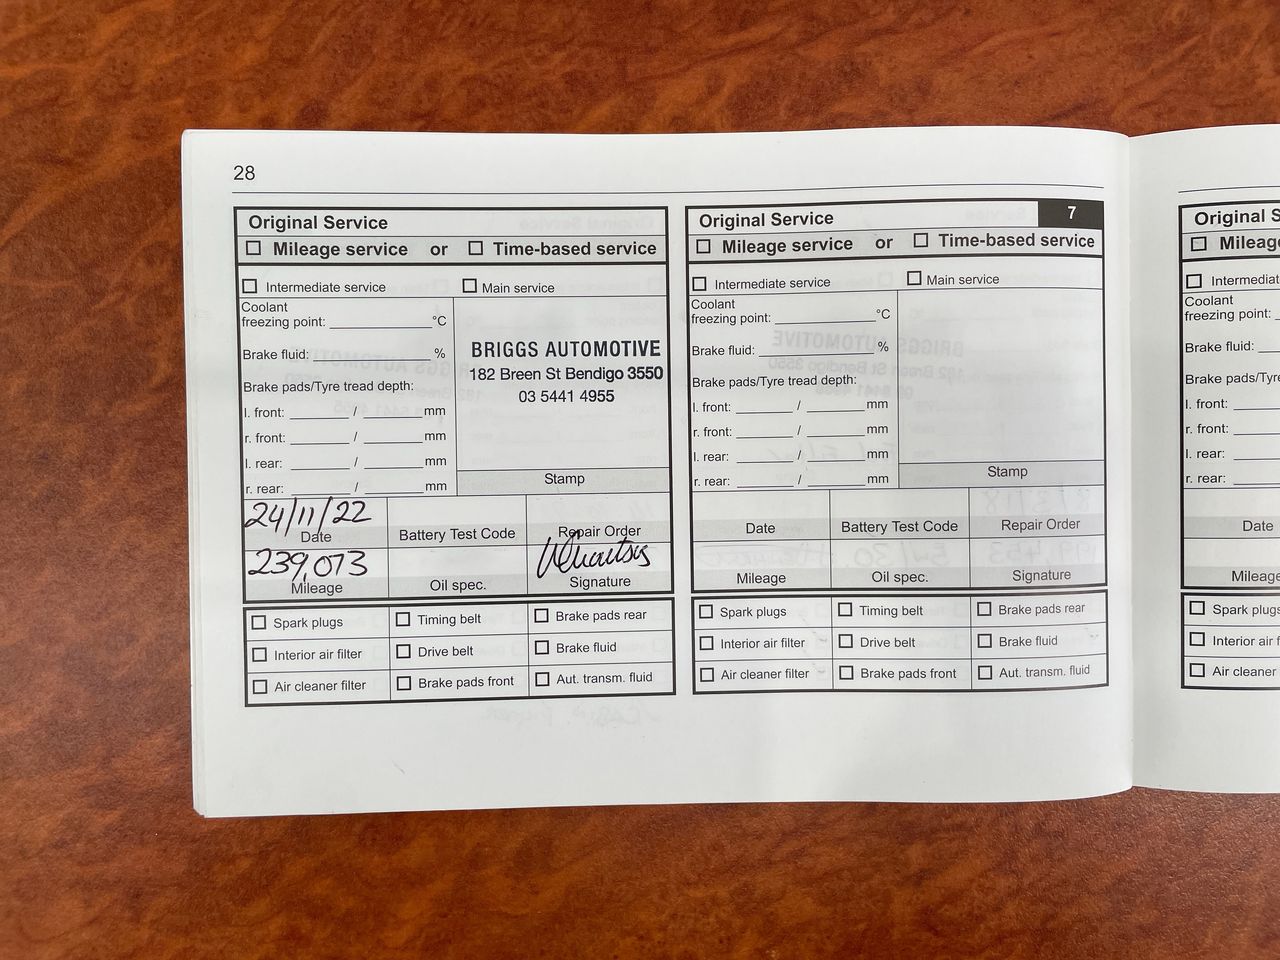 28
Original Service
Mileage service or Time-based service
Intermediate service Main service
Coolant
freezing point: °C
Brake fluid: %
Brake pads/Tyre tread depth:
l. front: / mm
r. front: / mm
l. rear: / mm
r. rear: / mm
BRIGGS AUTOMOTIVE
182 Breen St Bendigo 3550
03 5441 4955
Stamp
24/11/22
Date Battery Test Code Repair Order
239,073
Mileage Oil spec. Signature
Spark plugs Timing belt Brake pads rear
Interior air filter Drive belt Brake fluid
Air cleaner filter Brake pads front Aut. transm. fluid
Original Service 7
Mileage service or Time-based service
Intermediate service Main service
Coolant
freezing point: °C
Brake fluid: %
Brake pads/Tyre tread depth:
l. front: / mm
r. front: / mm
l. rear: / mm
r. rear: / mm
Stamp
Date Battery Test Code Repair Order
Mileage Oil spec. Signature
Spark plugs Timing belt Brake pads rear
Interior air filter Drive belt Brake fluid
Air cleaner filter Brake pads front Aut. transm. fluid
Original S
Mileag
Intermediat
Coolant
freezing point:
Brake fluid:
Brake pads/Ty
l. front:
r. front:
l. rear:
r. rear:
Date
Mileage
Spark plugs
Interior air f
Air cleaner